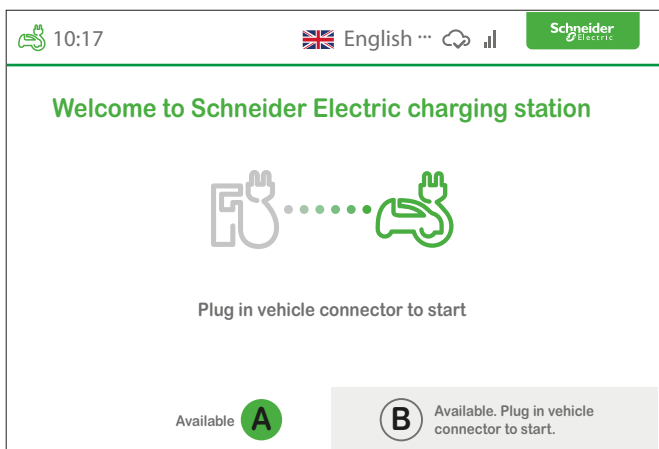 10:17
English ...
Schneider
Electric
Welcome to Schneider Electric charging station
Plug in vehicle connector to start
Available A
B Available. Plug in vehicle
connector to start.